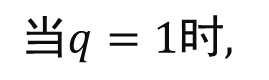 当q = 1时,